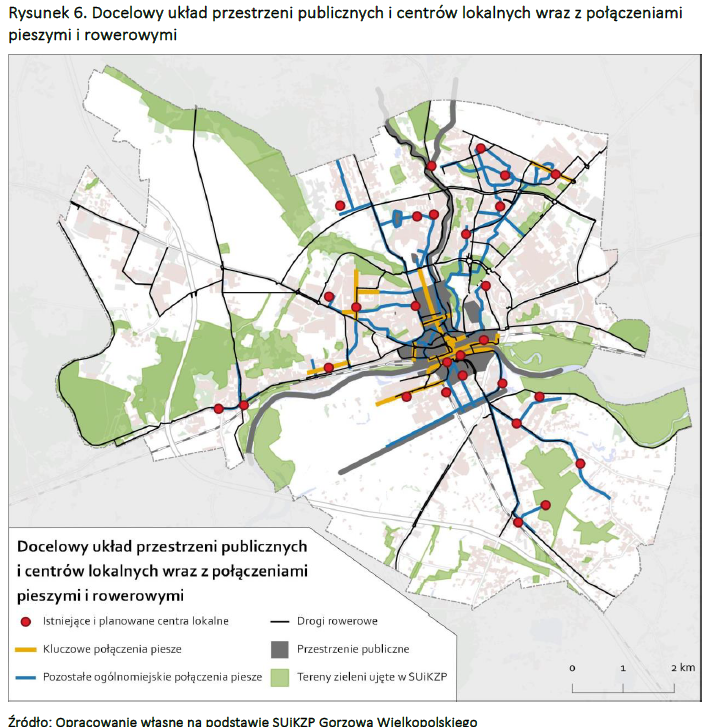 Rysunek 6. Docelowy układ przestrzeni publicznych i centrów lokalnych wraz z połączeniami
pieszymi i rowerowymi
Docelowy układ przestrzeni publicznych
i centrów lokalnych wraz z połączeniami
pieszymi i rowerowymi
Istniejące i planowane centra lokalne
Drogi rowerowe
Kluczowe połączenia piesze
Przestrzenie publiczne
Pozostałe ogólnomiejskie połączenia piesze
Tereny zieleni ujęte w SUiKZP
0 1 2 km
Źródło: Opracowanie własne na podstawie SUiKZP Gorzowa Wielkopolskiego